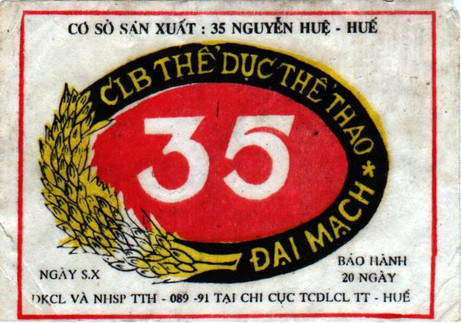 CƠ SỞ SẢN XUẤT : 35 NGUYỄN HUỆ - HUẾ
CLB THỂ DỤC THỂ THAO
35
* ĐẠI MẠCH
NGÀY S.X
BẢO HÀNH
20 NGÀY
ĐKCL VÀ NHSP TTH - 089 -91 TẠI CHI CỤC TCDLCL TT - HUẾ